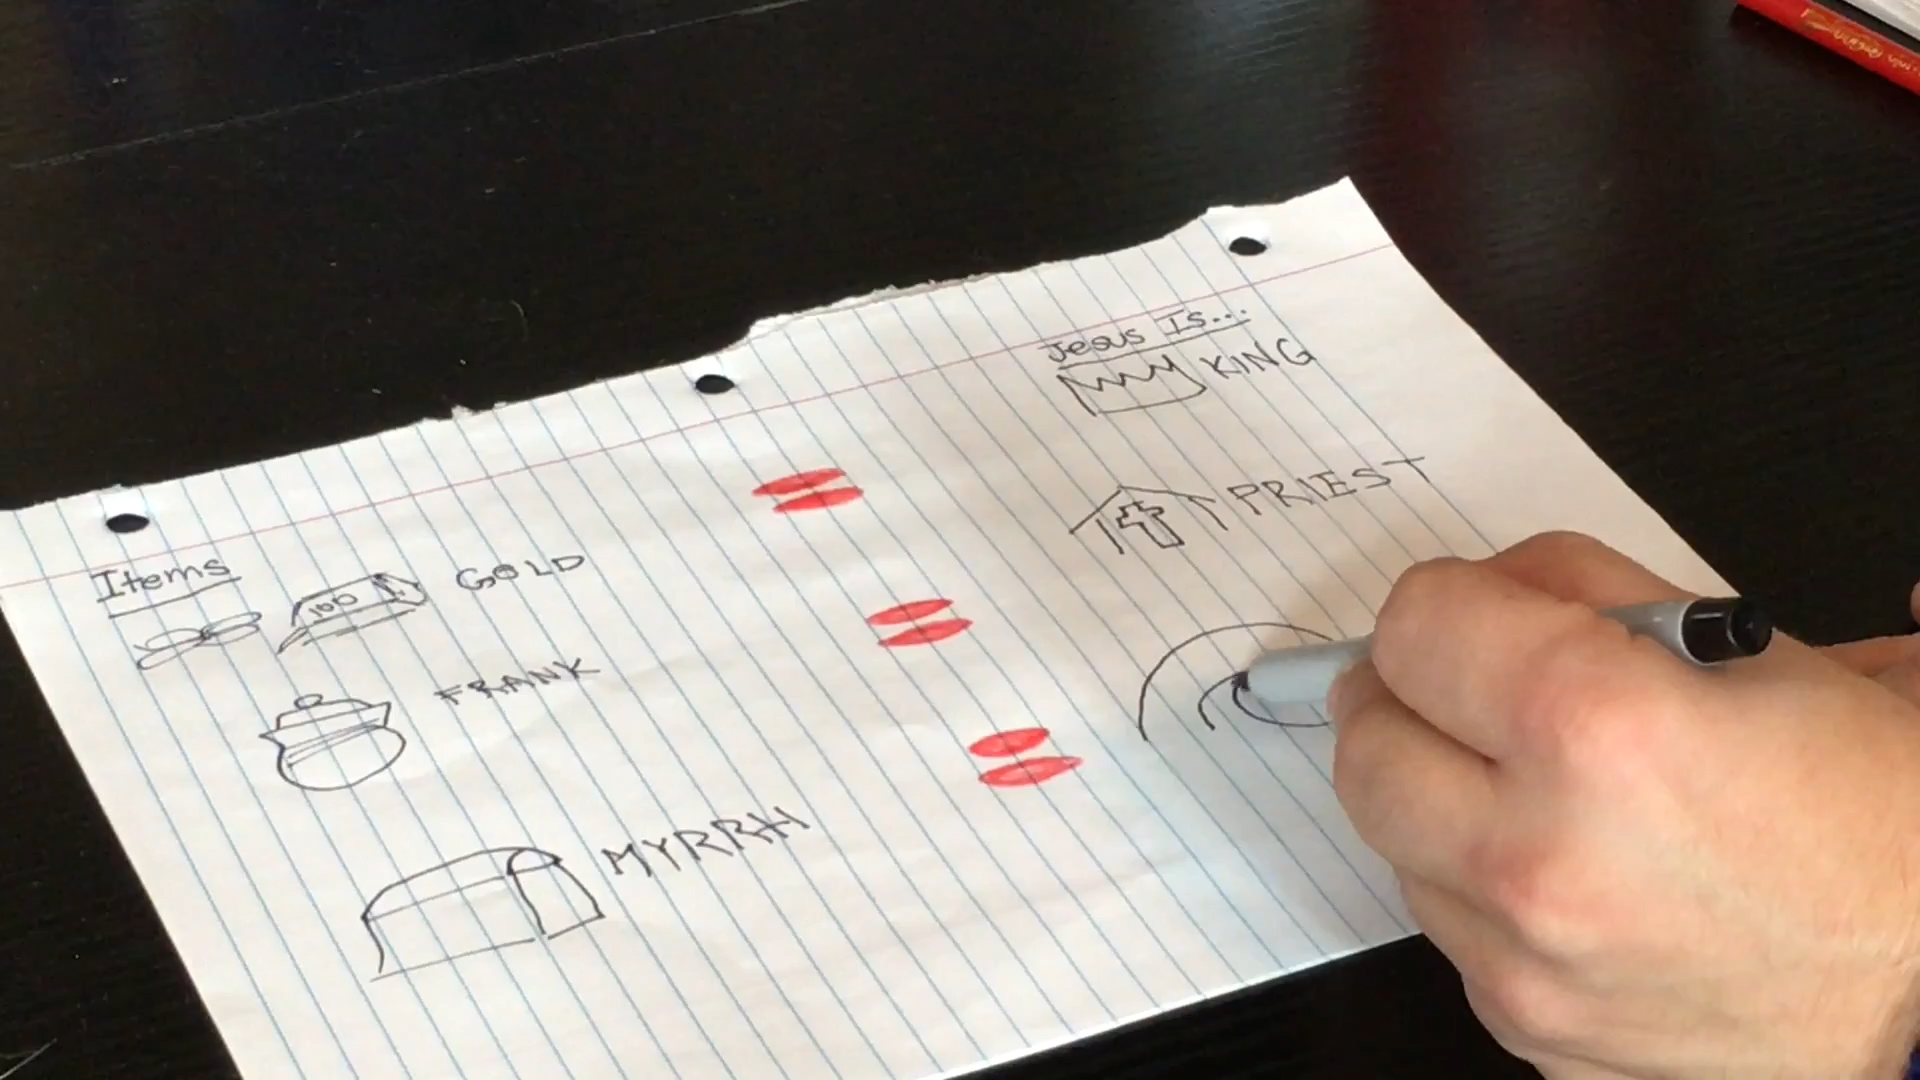 Items
100 GOLD
FRANK
MYRRH
Jesus Is...
KING
PRIEST